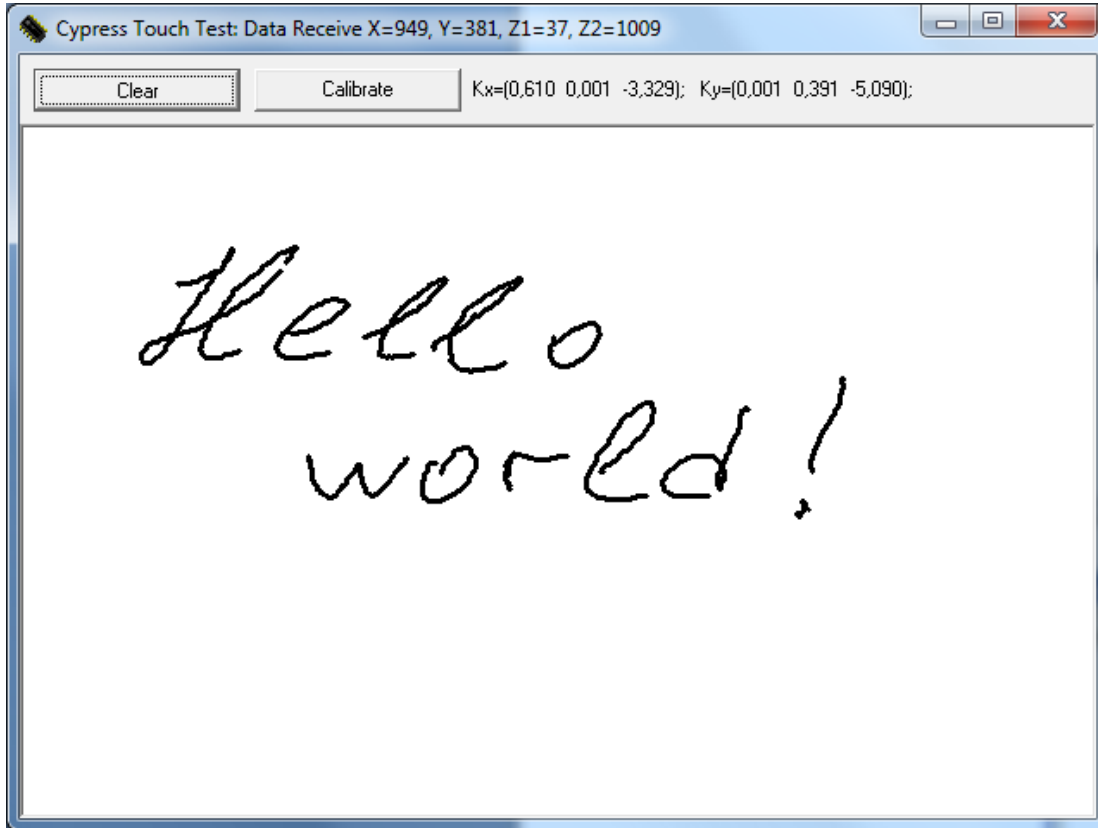 Cypress Touch Test: Data Receive X=949, Y=381, Z1=37, Z2=1009
Clear Calibrate Kx=(0,610 0,001 -3,329); Ky=(0,001 0,391 -5,090);
Hello
world!